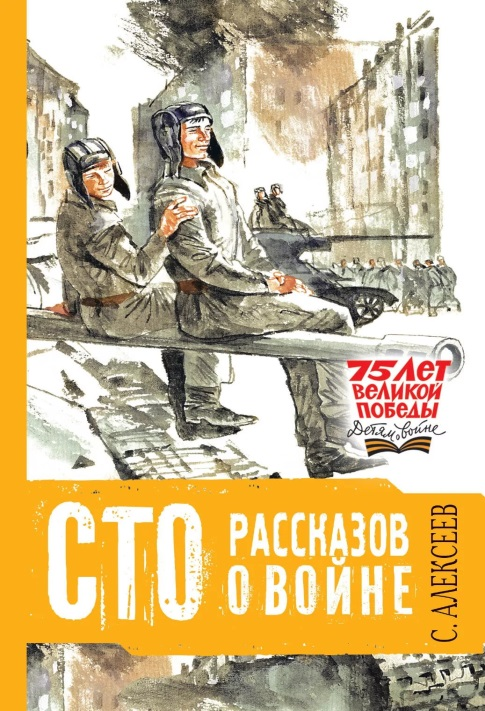 75 ЛЕТ
ВЕЛИКОЙ
ПОБЕДЫ
Детям о войне
СТО
РАССКАЗОВ
О ВОЙНЕ
С. АЛЕКСЕЕВ